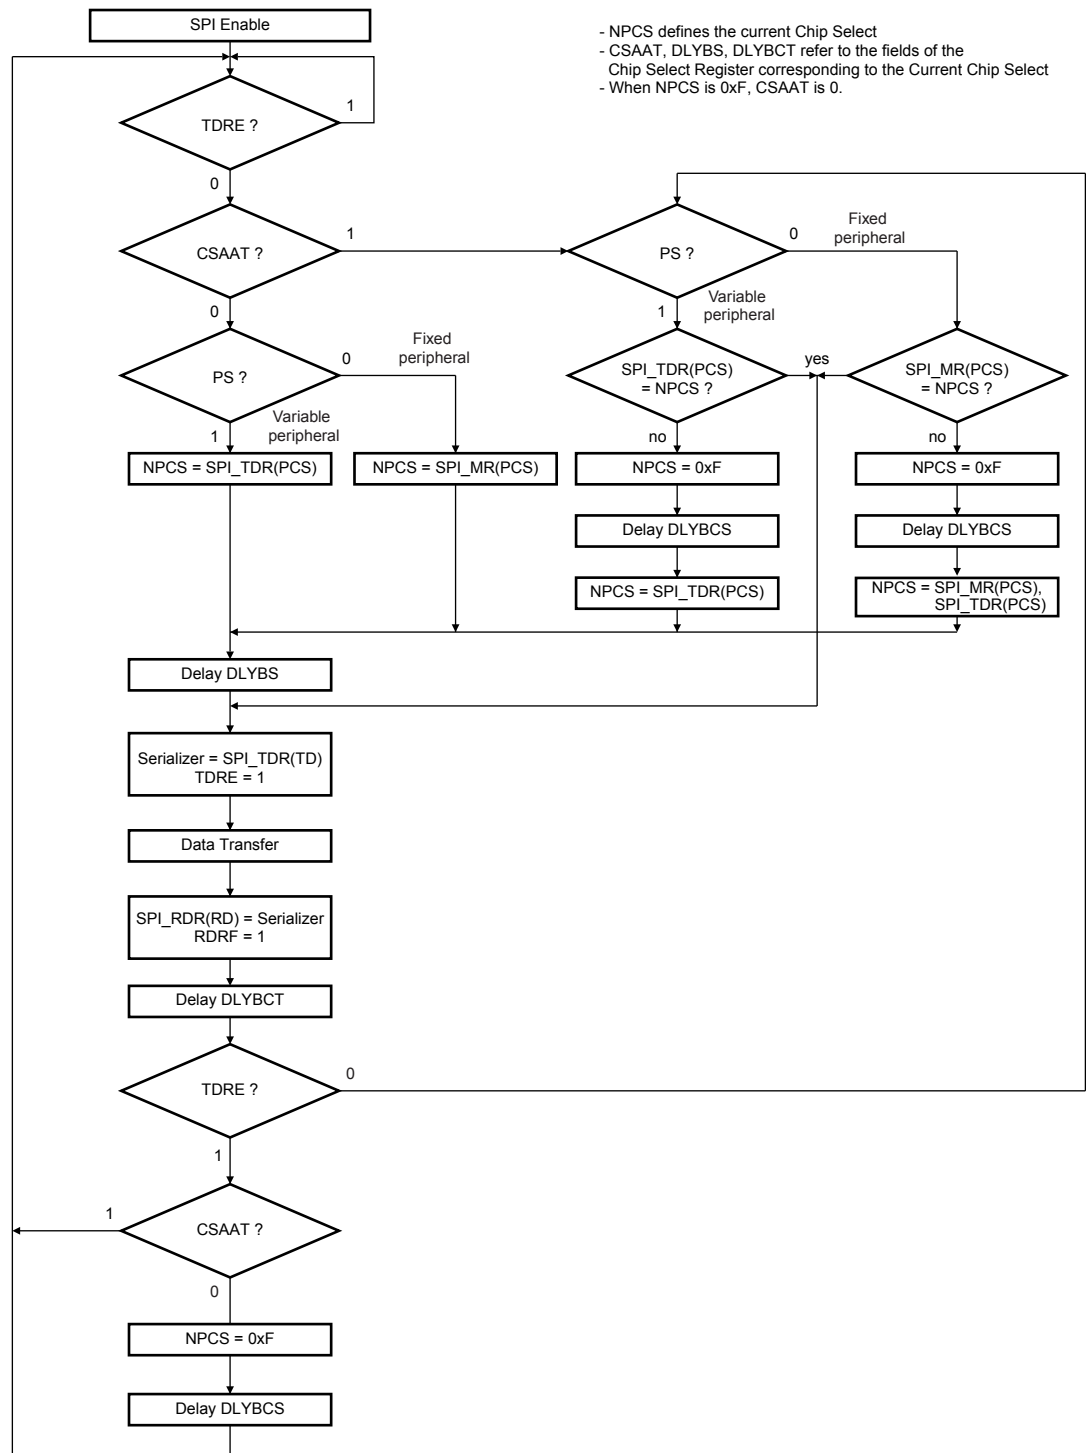 SPI Enable
- NPCS defines the current Chip Select
- CSAAT, DLYBS, DLYBCT refer to the fields of the
Chip Select Register corresponding to the Current Chip Select
- When NPCS is 0xF, CSAAT is 0.
TDRE ?
1
0
CSAAT ?
1
0
PS ?
0
Fixed
peripheral
1
Variable
peripheral
PS ?
0
Fixed
peripheral
1
Variable
peripheral
SPI_TDR(PCS)
= NPCS ?
yes
SPI_MR(PCS)
= NPCS ?
no
no
NPCS = SPI_TDR(PCS)
NPCS = SPI_MR(PCS)
NPCS = 0xF
NPCS = 0xF
Delay DLYBCS
Delay DLYBCS
NPCS = SPI_TDR(PCS)
NPCS = SPI_MR(PCS),
SPI_TDR(PCS)
Delay DLYBS
Serializer = SPI_TDR(TD)
TDRE = 1
Data Transfer
SPI_RDR(RD) = Serializer
RDRF = 1
Delay DLYBCT
TDRE ?
0
1
CSAAT ?
1
0
NPCS = 0xF
Delay DLYBCS